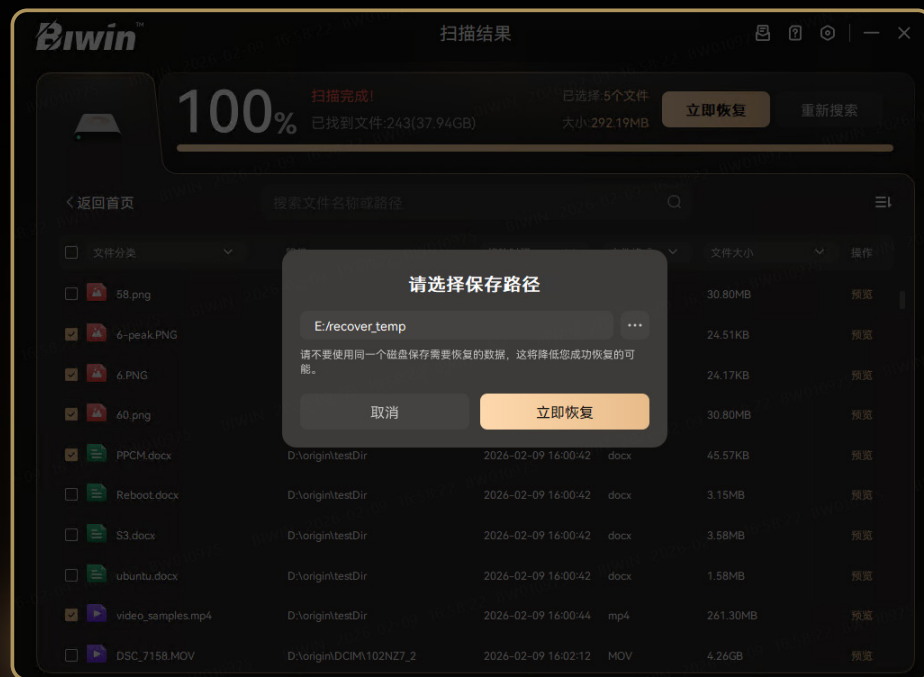 Biwin™
扫描结果
100%
扫描完成!
已找到文件:243(37.94GB)
已选择:5个文件
大小:292.19MB
立即恢复
重新搜索
返回首页
搜索文件名称或路径
文件分类
文件大小
操作
58.png 30.80MB 预览
6-peak.PNG 24.51KB 预览
6.PNG 24.17KB 预览
60.png 30.80MB 预览
请选择保存路径
E:/recover_temp
请不要使用同一个磁盘保存需要恢复的数据，这将降低您成功恢复的可
能。
取消
立即恢复
PPCM.docx D:\origin\testDir 2026-02-09 16:00:42 docx 45.57KB 预览
Reboot.docx D:\origin\testDir 2026-02-09 16:00:42 docx 3.15MB 预览
S3.docx D:\origin\testDir 2026-02-09 16:00:42 docx 3.58MB 预览
ubuntu.docx D:\origin\testDir 2026-02-09 16:00:42 docx 1.58MB 预览
video_samples.mp4 D:\origin\testDir 2026-02-09 16:00:44 mp4 261.30MB 预览
DSC_7158.MOV D:\origin\DCIM\102NZ7_2 2026-02-09 16:02:12 MOV 4.26GB 预览